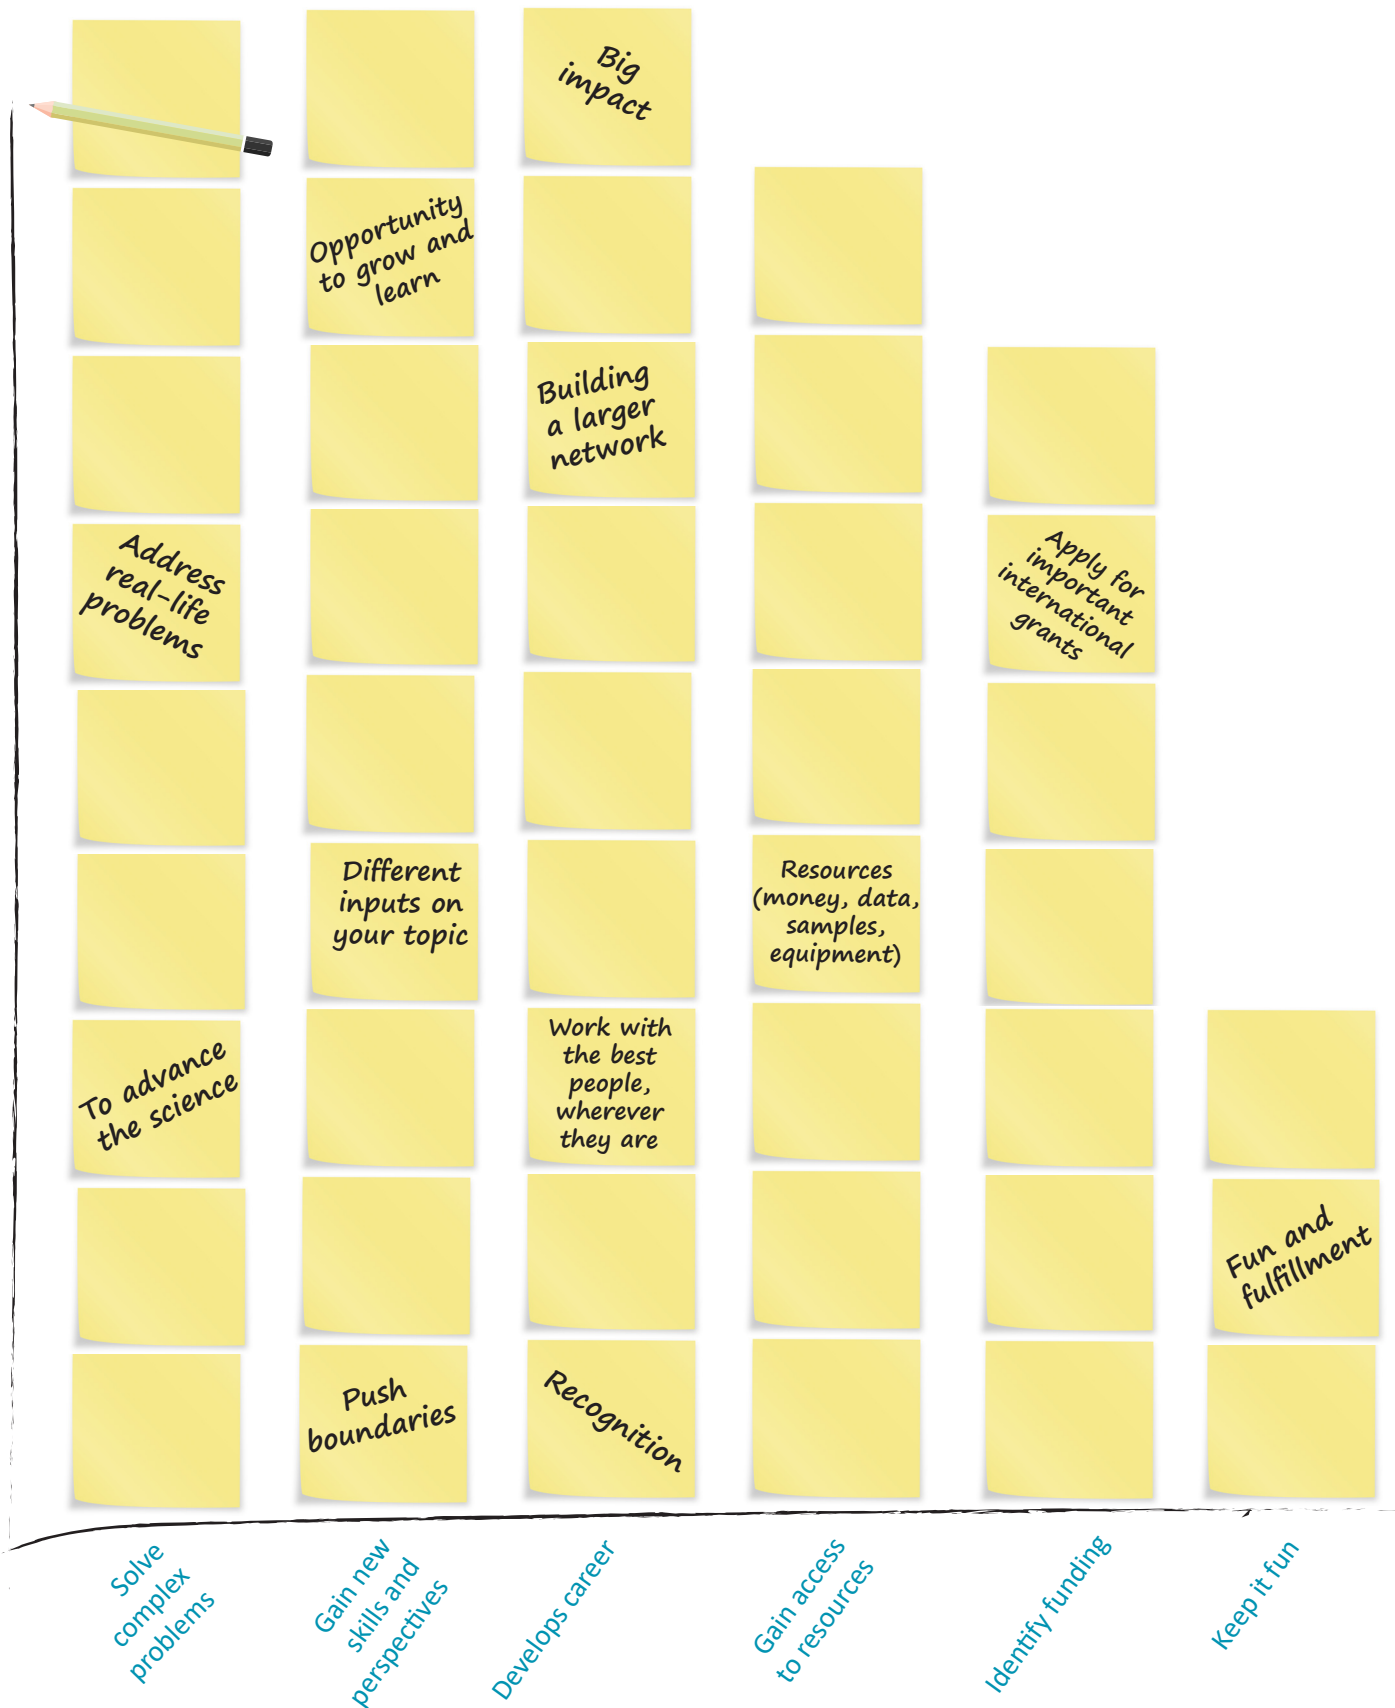 Big
impact
Opportunity
to grow and
learn
Building
a larger
network
Address
real-life
problems
Apply for
important
international
grants
Different
inputs on
your topic
Resources
(money, data,
samples,
equipment)
To advance
the science
Work with
the best
people,
wherever
they are
Fun and
fulfillment
Push
boundaries
Recognition
Solve
complex
problems
Gain new
skills and
perspectives
Develops career
Gain access
to resources
Identify funding
Keep it fun